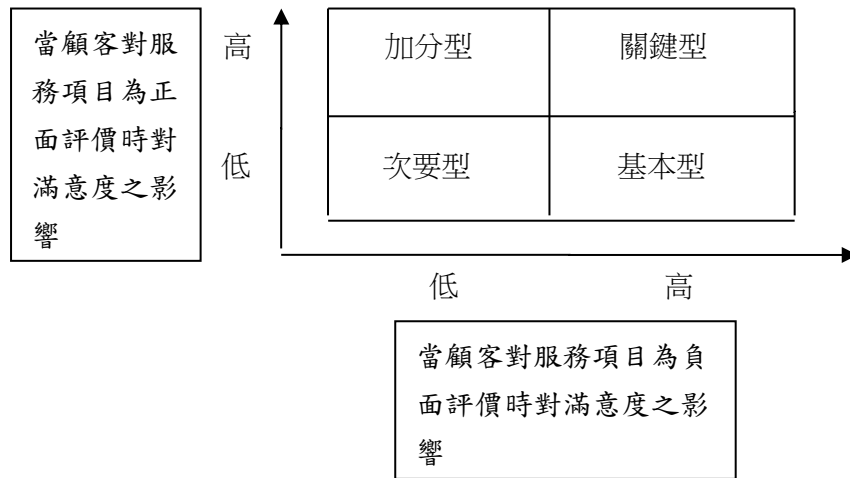 當顧客對服
務項目為正
面評價時對
滿意度之影
響
高
加分型
關鍵型
低
次要型
基本型
低
高
當顧客對服務項目為負
面評價時對滿意度之影
響